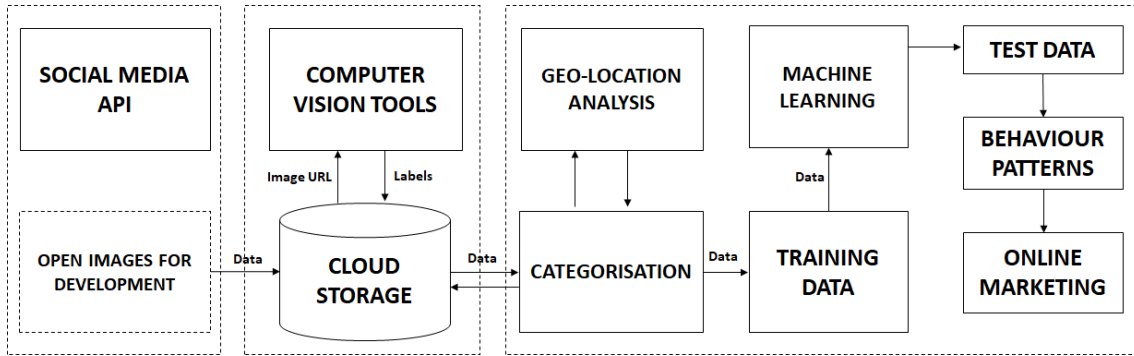 SOCIAL MEDIA
API
OPEN IMAGES FOR
DEVELOPMENT
Data
COMPUTER
VISION TOOLS
Image URL
Labels
CLOUD
STORAGE
Data
GEO-LOCATION
ANALYSIS
CATEGORISATION
Data
MACHINE
LEARNING
Data
TRAINING
DATA
TEST DATA
BEHAVIOUR
PATTERNS
ONLINE
MARKETING